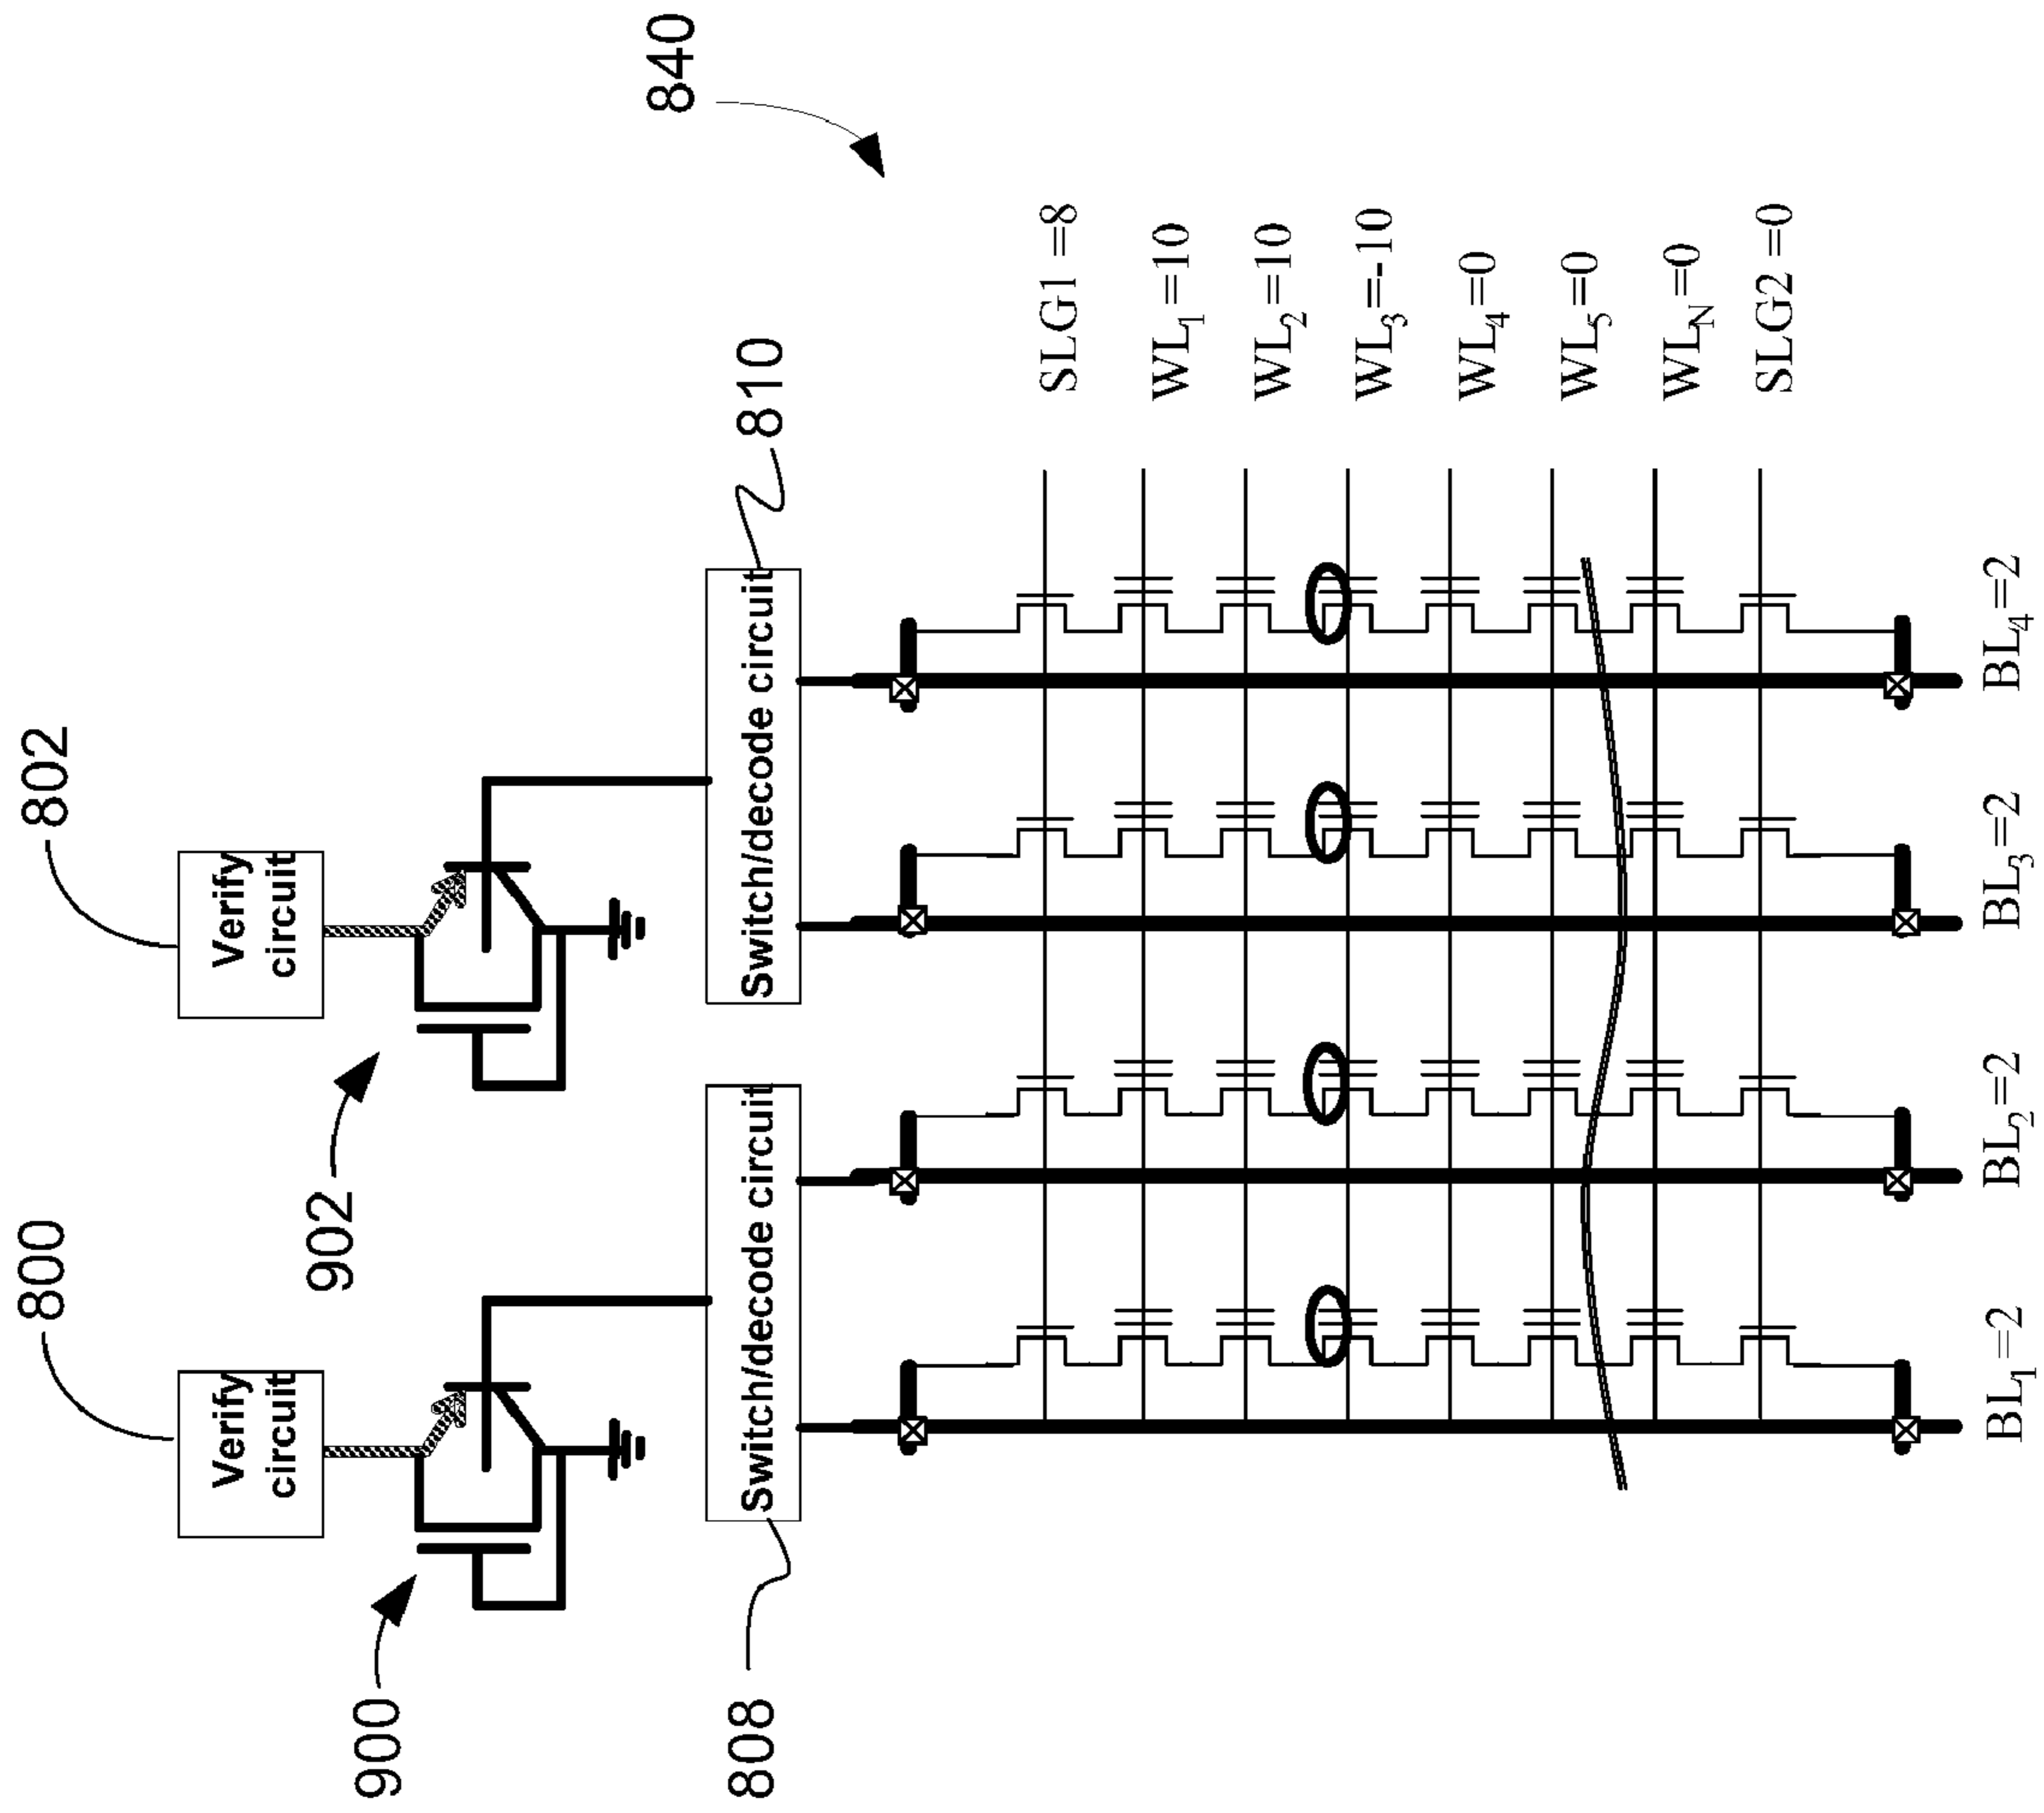 840
802
800
Verify
circuit
Verify
circuit
902
900
810
808
Switch/decode circuit
Switch/decode circuit
SLG1 =8
WL₁=10
WL₂=10
WL₃=-10
WL₄=0
WL₅=0
WL_N=0
SLG2 =0
BL₁=2
BL₂=2
BL₃=2
BL₄=2